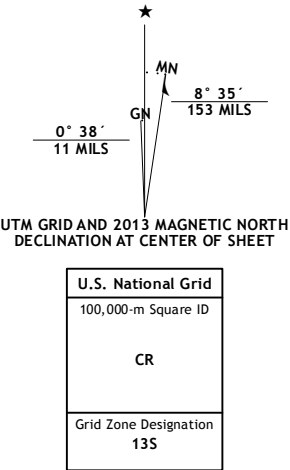 ★
MN
GN
8° 35´
153 MILS
0° 38´
11 MILS
UTM GRID AND 2013 MAGNETIC NORTH
DECLINATION AT CENTER OF SHEET
U.S. National Grid
100,000-m Square ID
CR
Grid Zone Designation
13S